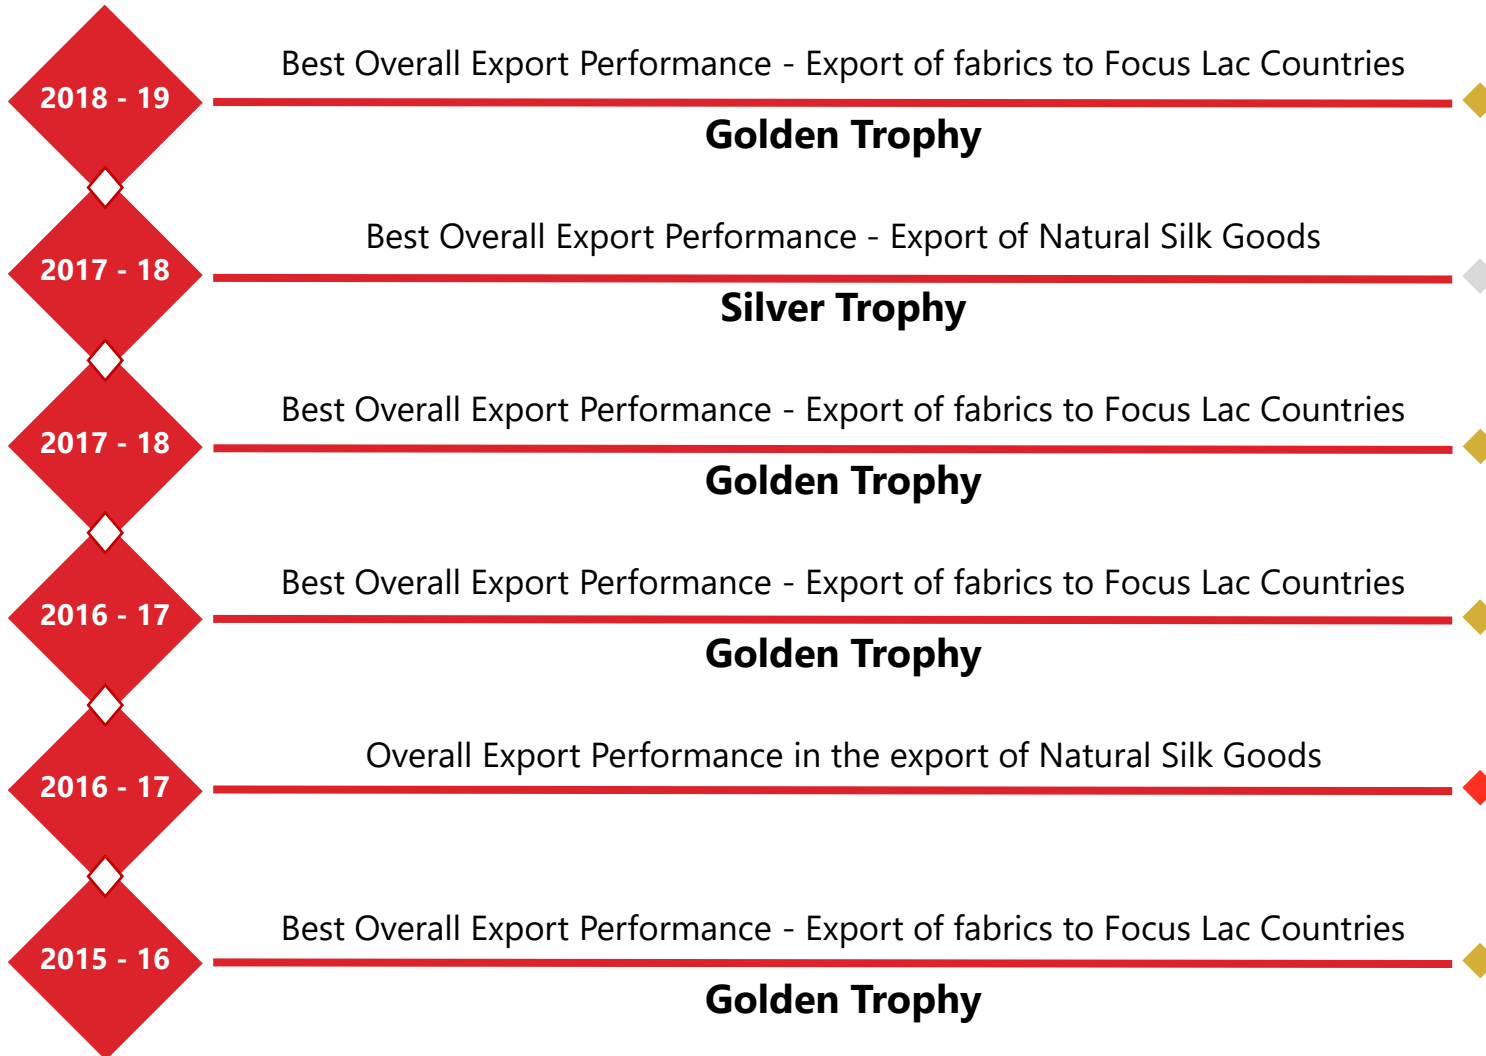 Best Overall Export Performance - Export of fabrics to Focus Lac Countries
2018 - 19
Golden Trophy
Best Overall Export Performance - Export of Natural Silk Goods
2017 - 18
Silver Trophy
Best Overall Export Performance - Export of fabrics to Focus Lac Countries
2017 - 18
Golden Trophy
Best Overall Export Performance - Export of fabrics to Focus Lac Countries
2016 - 17
Golden Trophy
Overall Export Performance in the export of Natural Silk Goods
2016 - 17
Best Overall Export Performance - Export of fabrics to Focus Lac Countries
2015 - 16
Golden Trophy